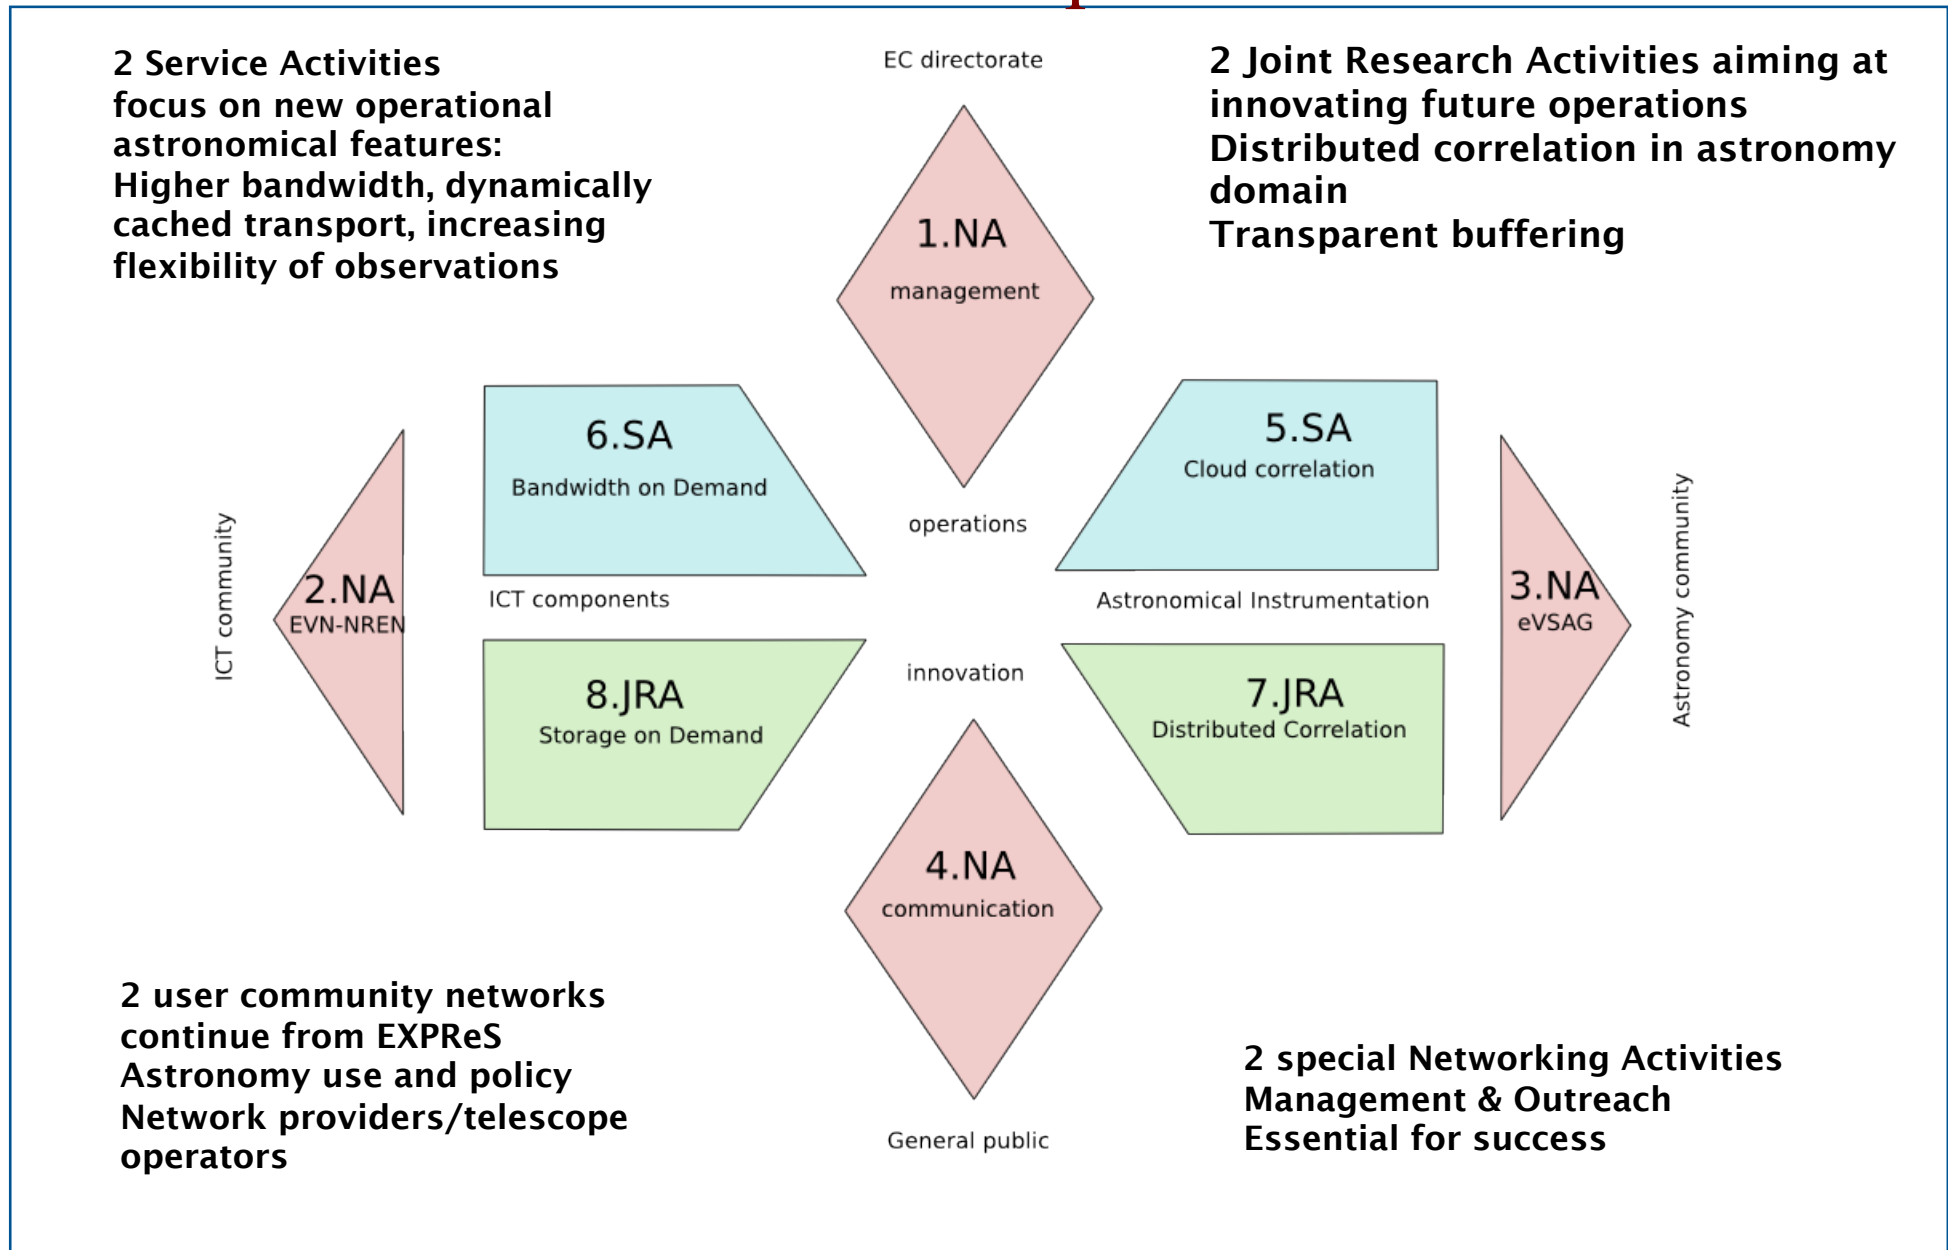 2 Service Activities
focus on new operational
astronomical features:
Higher bandwidth, dynamically
cached transport, increasing
flexibility of observations
EC directorate
2 Joint Research Activities aiming at
innovating future operations
Distributed correlation in astronomy
domain
Transparent buffering
1.NA
management
6.SA
Bandwidth on Demand
5.SA
Cloud correlation
operations
ICT community
2.NA
EVN-NREN
ICT components
Astronomical Instrumentation
3.NA
eVSAG
Astronomy community
innovation
8.JRA
Storage on Demand
7.JRA
Distributed Correlation
4.NA
communication
2 user community networks
continue from EXPReS
Astronomy use and policy
Network providers/telescope
operators
General public
2 special Networking Activities
Management & Outreach
Essential for success